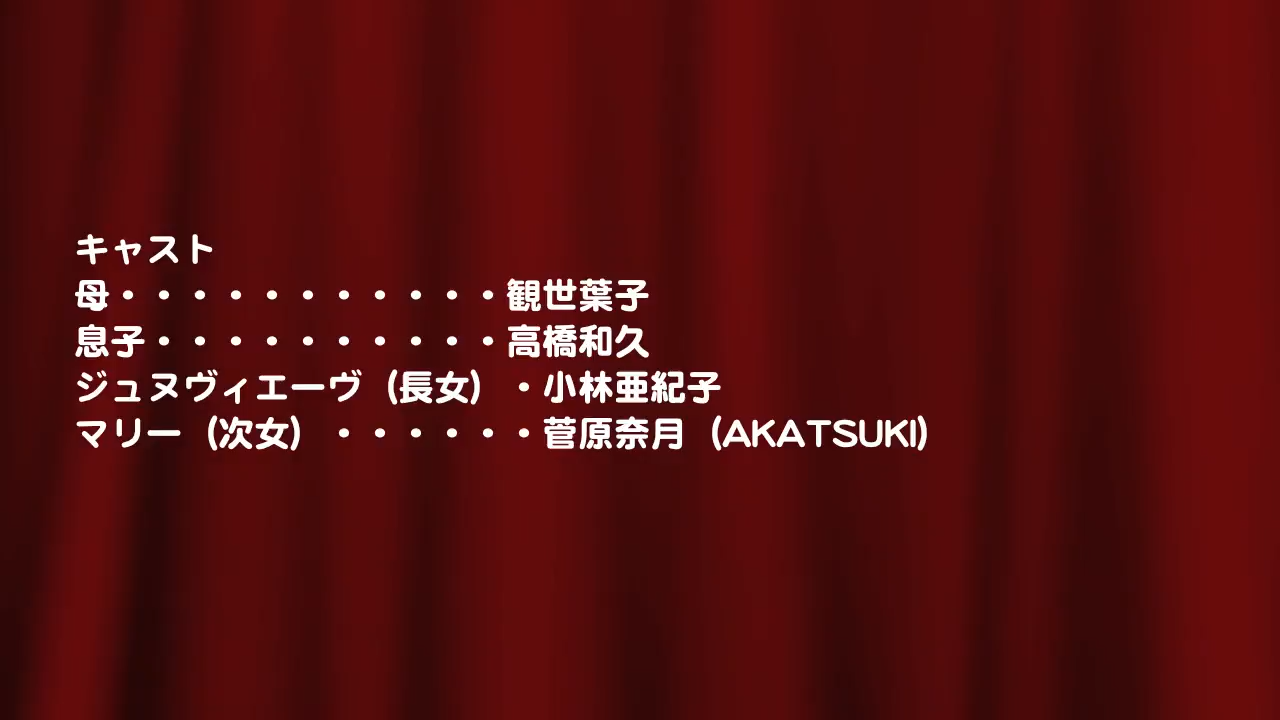 キャスト
母・・・・・・・・・・・観世葉子
息子・・・・・・・・・・高橋和久
ジュヌヴィエーヴ（長女）・小林亜紀子
マリー（次女）・・・・・・菅原奈月（AKATSUKI）